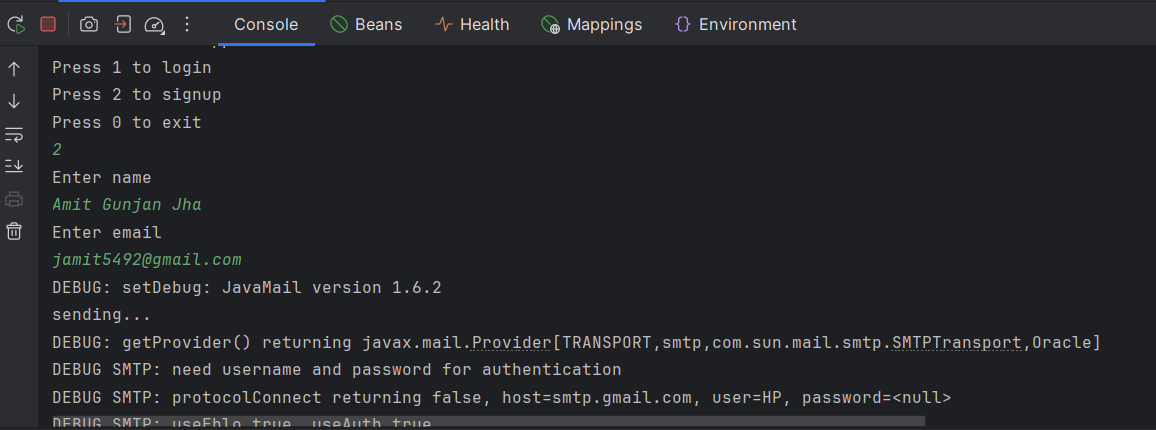 Console Beans Health Mappings Environment
Press 1 to login
Press 2 to signup
Press 0 to exit
2
Enter name
Amit Gunjan Jha
Enter email
jamit5492@gmail.com
DEBUG: setDebug: JavaMail version 1.6.2
sending...
DEBUG: getProvider() returning javax.mail.Provider[TRANSPORT,smtp,com.sun.mail.smtp.SMTPTransport,Oracle]
DEBUG SMTP: need username and password for authentication
DEBUG SMTP: protocolConnect returning false, host=smtp.gmail.com, user=HP, password=<null>
DEBUG SMTP: useEhlo true, useAuth true